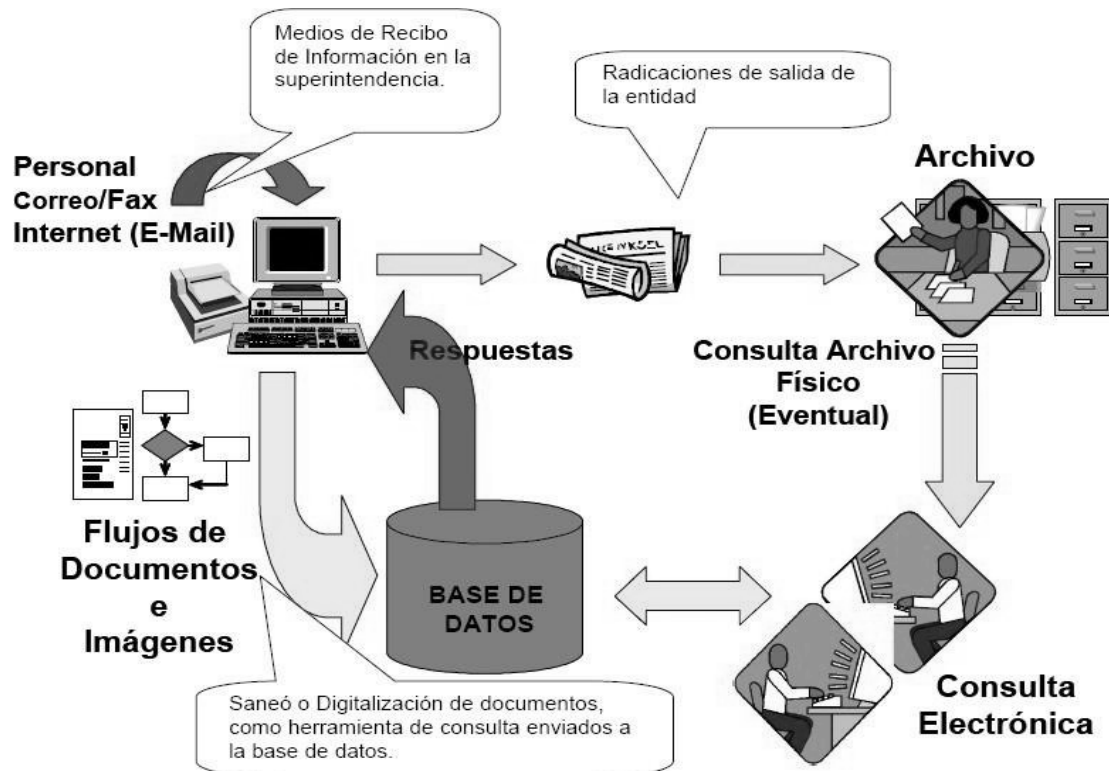 Medios de Recibo
de Información en la
superintendencia.
Radicaciones de salida de
la entidad
Personal
Correo/Fax
Internet (E-Mail)
Archivo
Respuestas
Consulta Archivo
Físico
(Eventual)
Flujos de
Documentos
e
Imágenes
BASE DE
DATOS
Consulta
Electrónica
Saneó o Digitalización de documentos,
como herramienta de consulta enviados a
la base de datos.